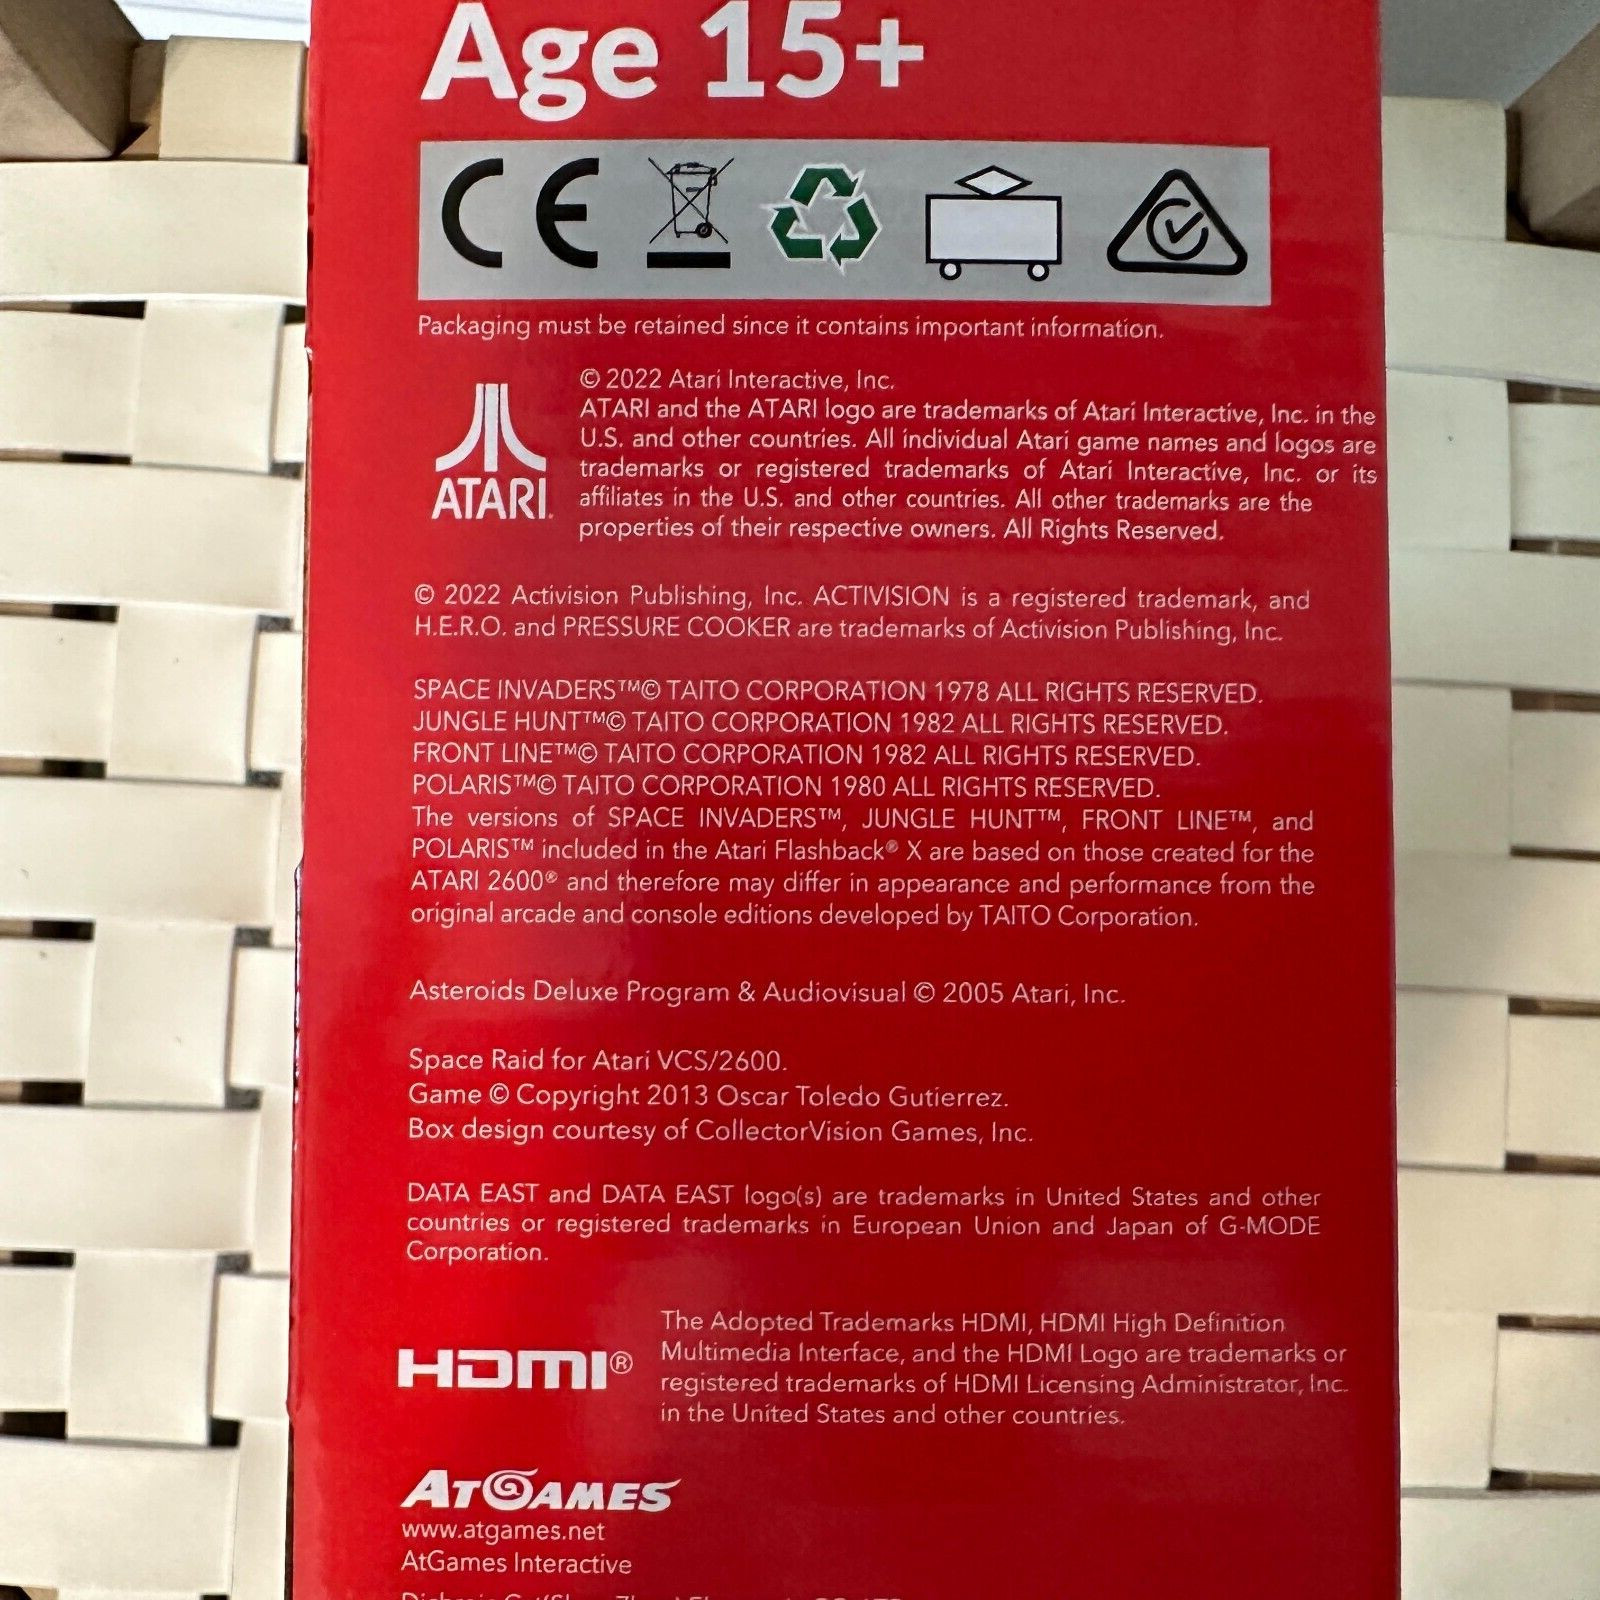 Age 15+
CE
Packaging must be retained since it contains important information.
© 2022 Atari Interactive, Inc.
ATARI and the ATARI logo are trademarks of Atari Interactive, Inc. in the
U.S. and other countries. All individual Atari game names and logos are
trademarks or registered trademarks of Atari Interactive, Inc. or its
affiliates in the U.S. and other countries. All other trademarks are the
properties of their respective owners. All Rights Reserved.
ATARI
© 2022 Activision Publishing, Inc. ACTIVISION is a registered trademark, and
H.E.R.O. and PRESSURE COOKER are trademarks of Activision Publishing, Inc.
SPACE INVADERS™© TAITO CORPORATION 1978 ALL RIGHTS RESERVED.
JUNGLE HUNT™© TAITO CORPORATION 1982 ALL RIGHTS RESERVED.
FRONT LINE™© TAITO CORPORATION 1982 ALL RIGHTS RESERVED.
POLARIS™© TAITO CORPORATION 1980 ALL RIGHTS RESERVED.
The versions of SPACE INVADERS™, JUNGLE HUNT™, FRONT LINE™, and
POLARIS™ included in the Atari Flashback® X are based on those created for the
ATARI 2600® and therefore may differ in appearance and performance from the
original arcade and console editions developed by TAITO Corporation.
Asteroids Deluxe Program & Audiovisual © 2005 Atari, Inc.
Space Raid for Atari VCS/2600.
Game © Copyright 2013 Oscar Toledo Gutierrez.
Box design courtesy of CollectorVision Games, Inc.
DATA EAST and DATA EAST logo(s) are trademarks in United States and other
countries or registered trademarks in European Union and Japan of G-MODE
Corporation.
HDMI®
The Adopted Trademarks HDMI, HDMI High Definition
Multimedia Interface, and the HDMI Logo are trademarks or
registered trademarks of HDMI Licensing Administrator, Inc.
in the United States and other countries.
ATGAMES
www.atgames.net
AtGames Interactive